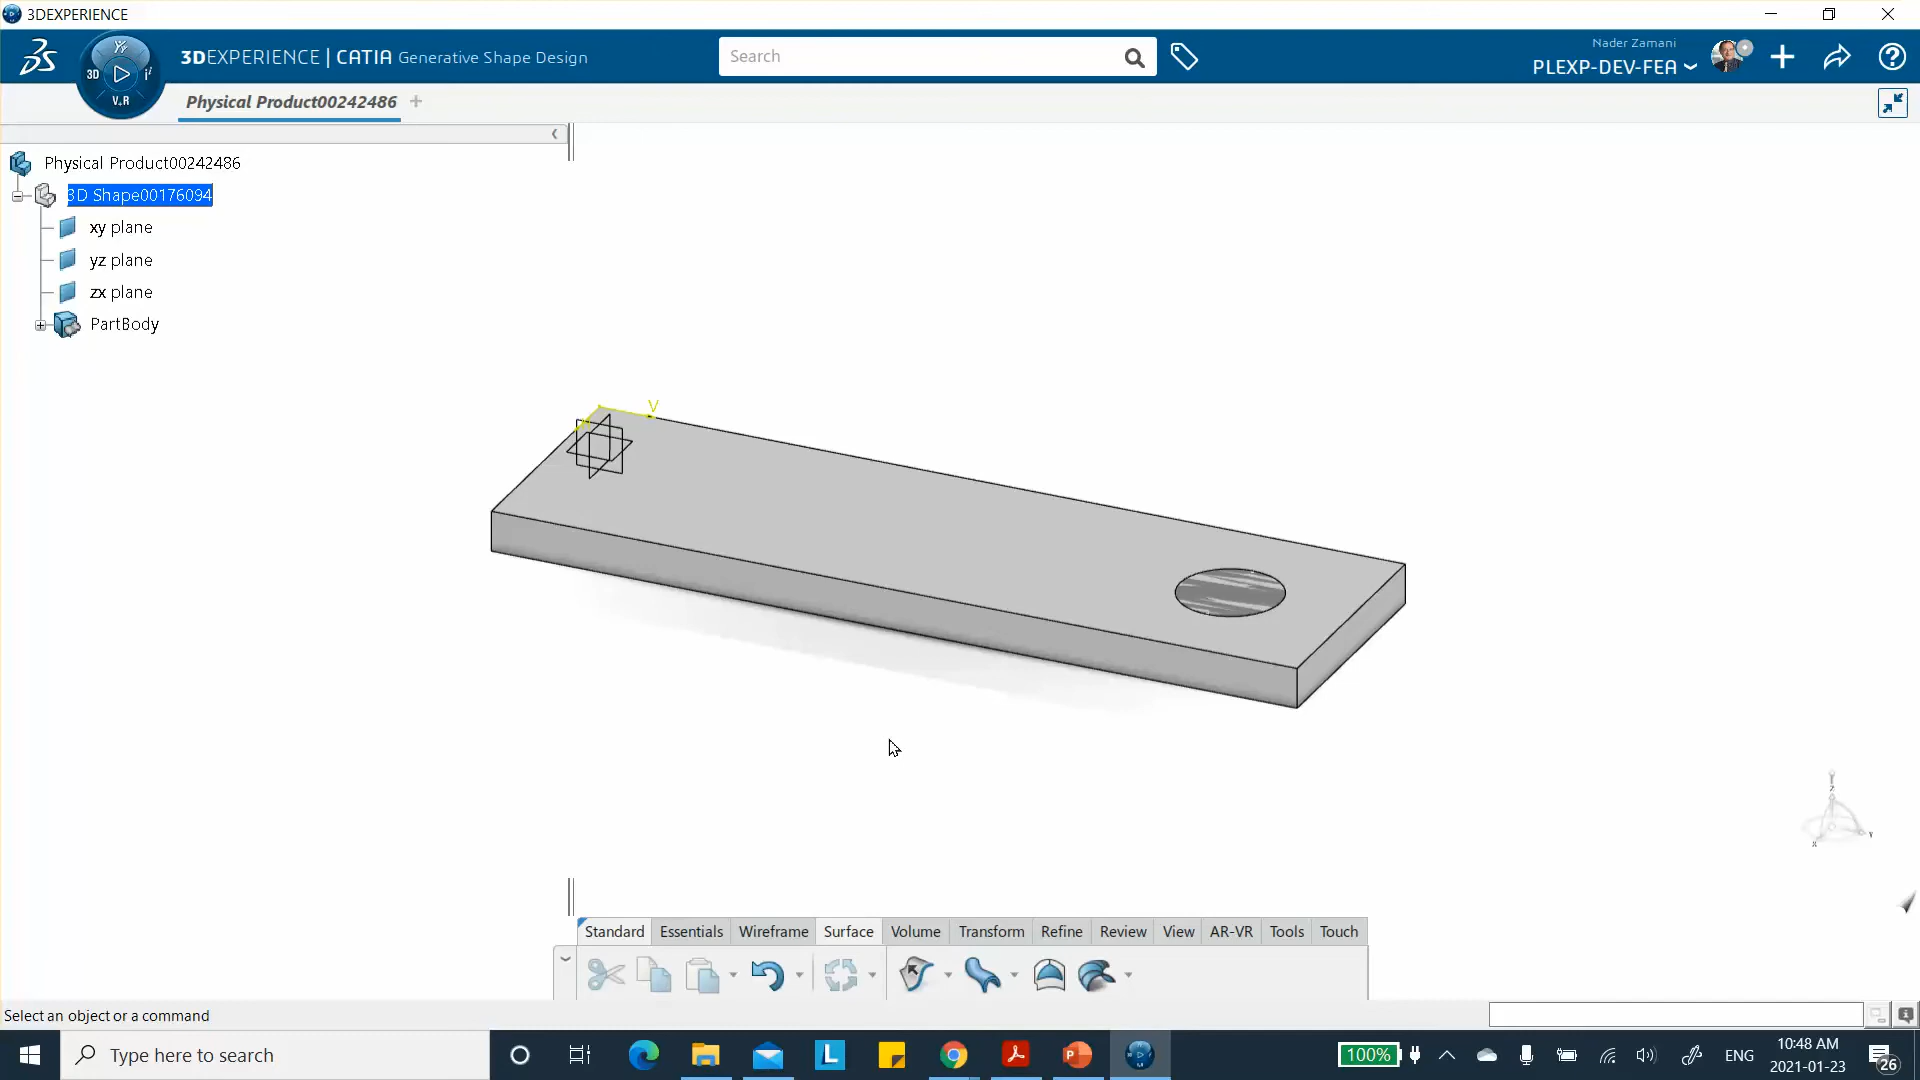 3DEXPERIENCE
3DEXPERIENCE | CATIA Generative Shape Design
Search
Nader Zamani
PLEXP-DEV-FEA
3D
V.R
Physical Product00242486
Physical Product00242486
3D Shape00176094
xy plane
yz plane
zx plane
PartBody
V
z
Y
x
Standard Essentials Wireframe Surface Volume Transform Refine Review View AR-VR Tools Touch
Select an object or a command
Type here to search
L
P
100%
ENG
10:48 AM
2021-01-23
26